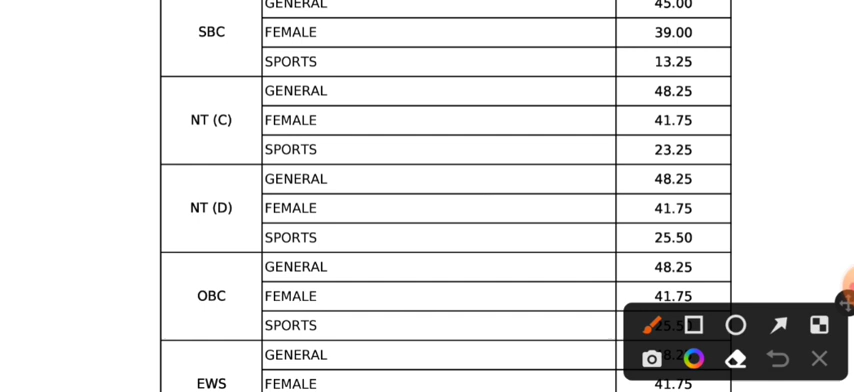 GENERAL 45.00
SBC FEMALE 39.00
SPORTS 13.25
GENERAL 48.25
NT (C) FEMALE 41.75
SPORTS 23.25
GENERAL 48.25
NT (D) FEMALE 41.75
SPORTS 25.50
GENERAL 48.25
OBC FEMALE 41.75
SPORTS
GENERAL
EWS FEMALE 41.75